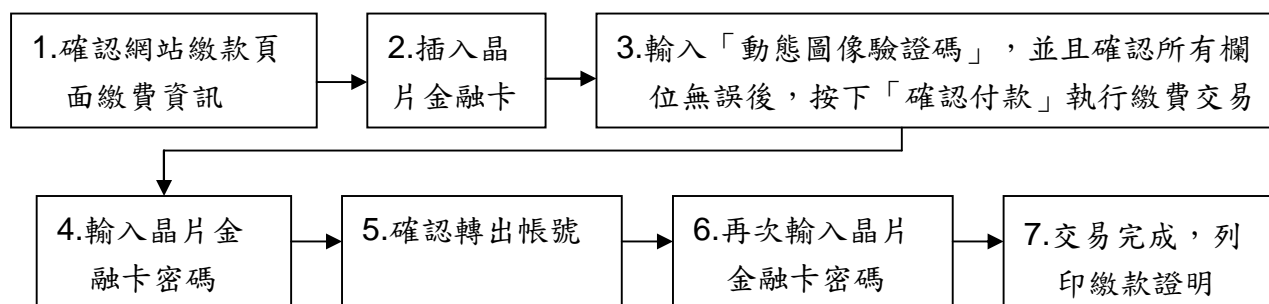 1.確認網站繳款頁
面繳費資訊
2.插入晶
片金融卡
3.輸入「動態圖像驗證碼」，並且確認所有欄
位無誤後，按下「確認付款」執行繳費交易
4.輸入晶片金
融卡密碼
5.確認轉出帳號
6.再次輸入晶片
金融卡密碼
7.交易完成，列
印繳款證明